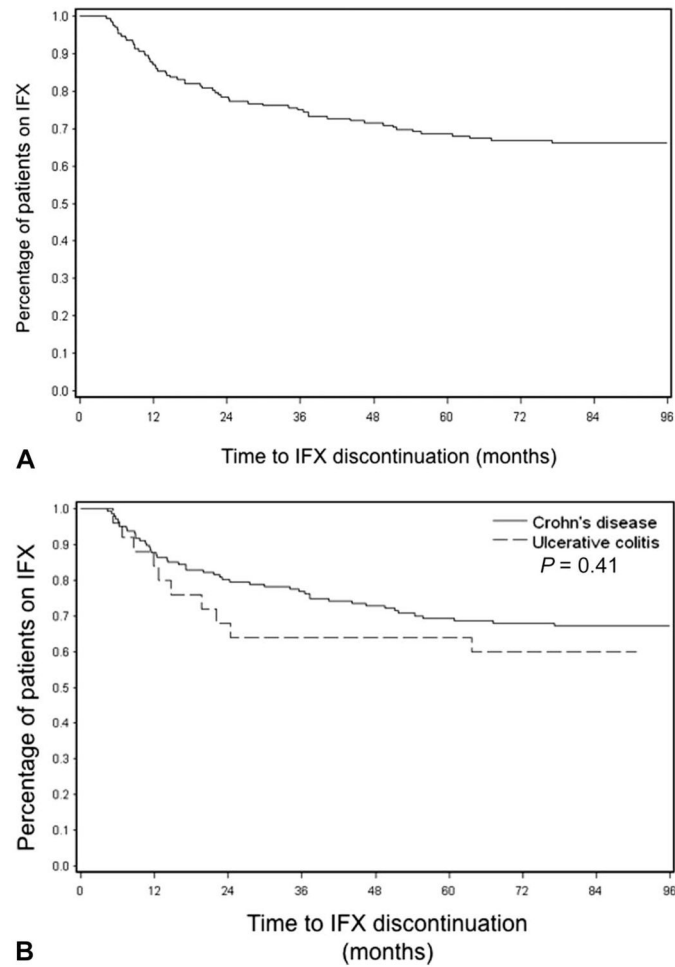 Percentage of patients on IFX
1.0
0.9
0.8
0.7
0.6
0.5
0.4
0.3
0.2
0.1
0.0
0 12 24 36 48 60 72 84 96
A
Time to IFX discontinuation (months)
Percentage of patients on IFX
1.0
0.9
0.8
0.7
0.6
0.5
0.4
0.3
0.2
0.1
0.0
Crohn's disease
Ulcerative colitis
P = 0.41
0 12 24 36 48 60 72 84 96
Time to IFX discontinuation
(months)
B